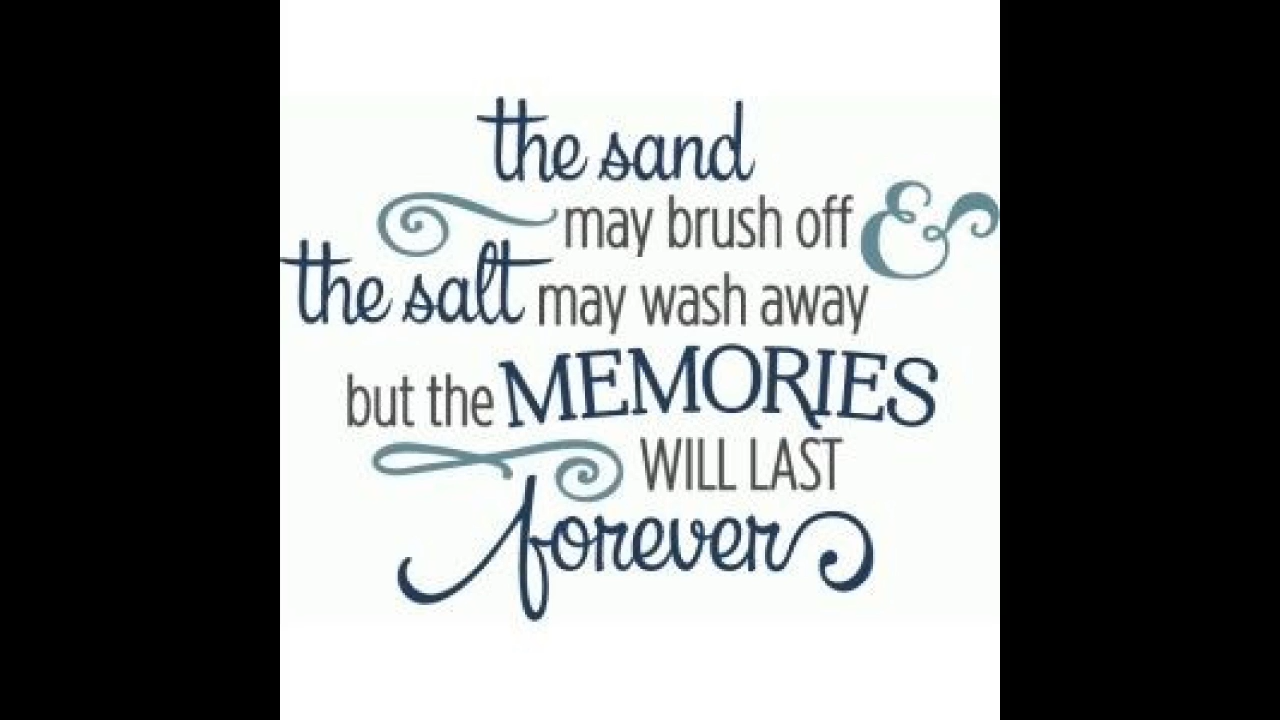 the sand
may brush off &
the salt may wash away
but the MEMORIES
WILL LAST
forever